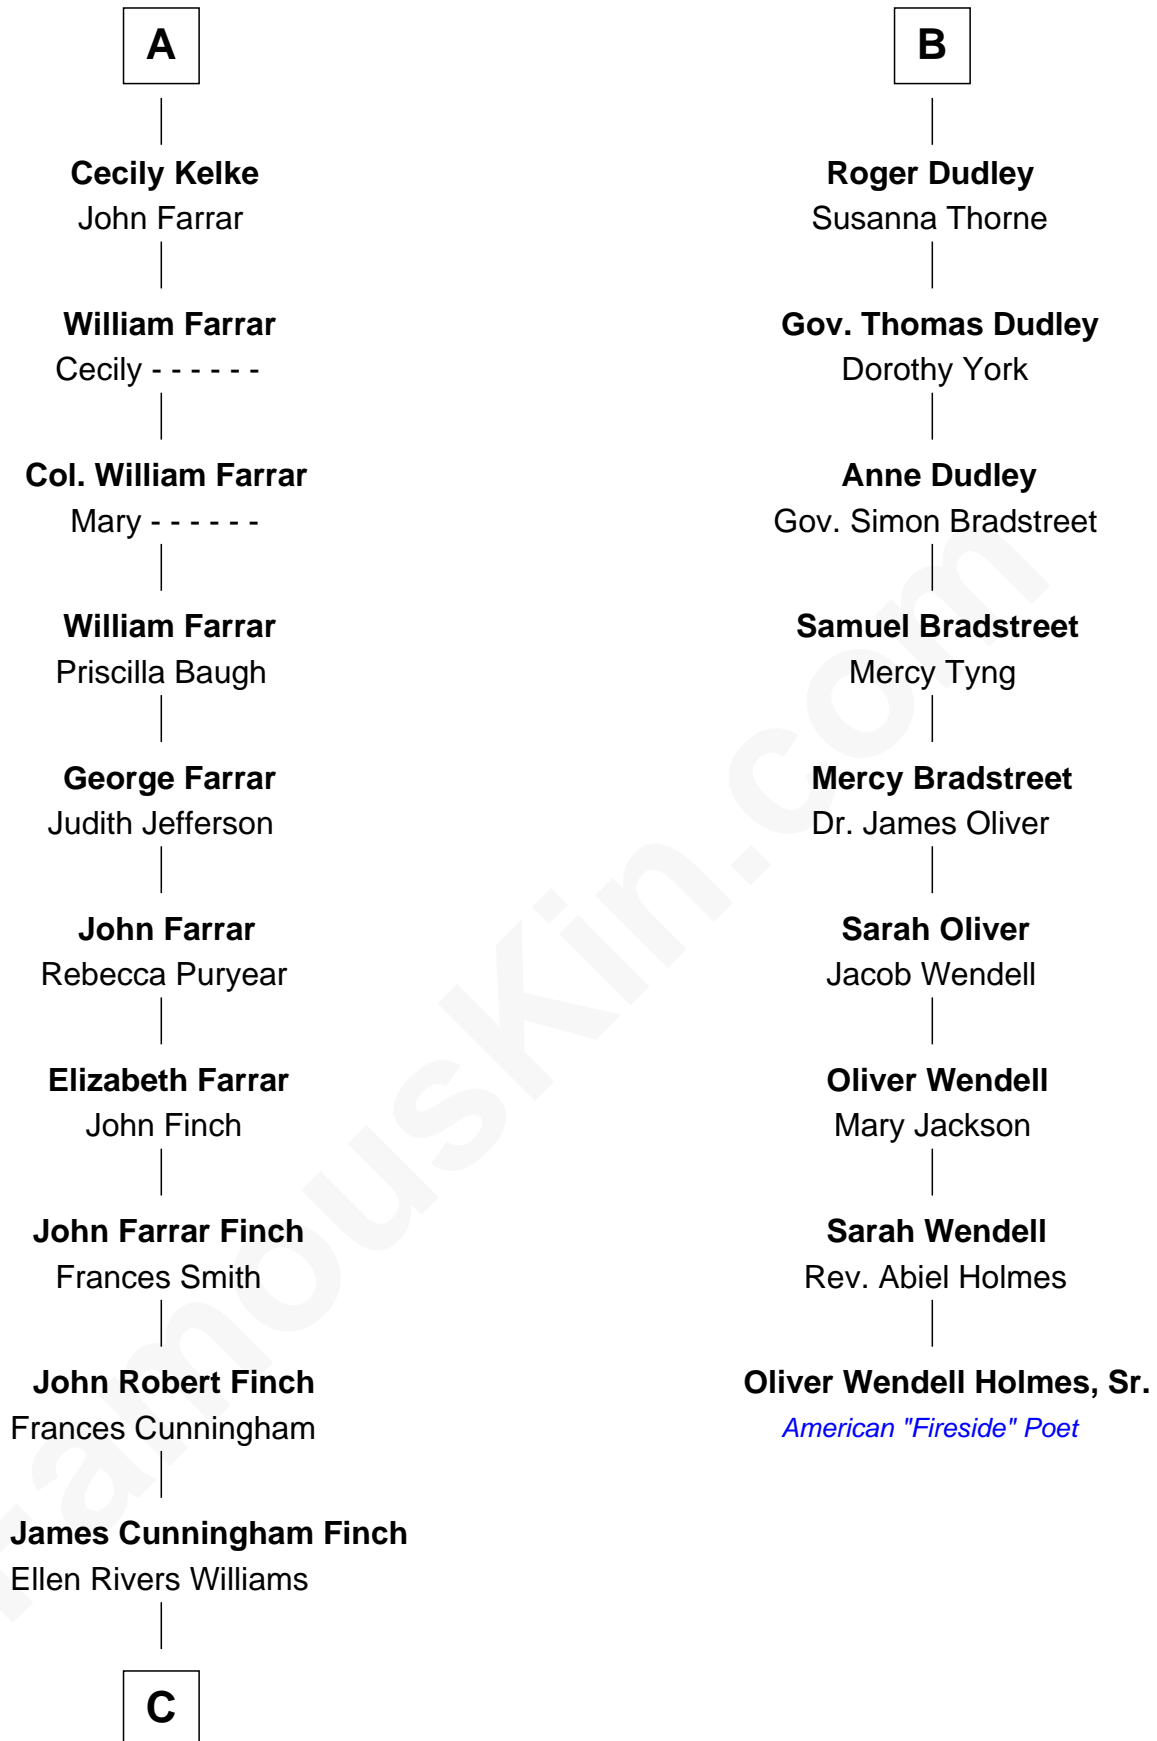 A
Cecily Kelke
John Farrar
William Farrar
Cecily - - - - - -
Col. William Farrar
Mary - - - - - -
William Farrar
Priscilla Baugh
George Farrar
Judith Jefferson
John Farrar
Rebecca Puryear
Elizabeth Farrar
John Finch
John Farrar Finch
Frances Smith
John Robert Finch
Frances Cunningham
James Cunningham Finch
Ellen Rivers Williams
C
B
Roger Dudley
Susanna Thorne
Gov. Thomas Dudley
Dorothy York
Anne Dudley
Gov. Simon Bradstreet
Samuel Bradstreet
Mercy Tyng
Mercy Bradstreet
Dr. James Oliver
Sarah Oliver
Jacob Wendell
Oliver Wendell
Mary Jackson
Sarah Wendell
Rev. Abiel Holmes
Oliver Wendell Holmes, Sr.
American "Fireside" Poet
FamousKin.com